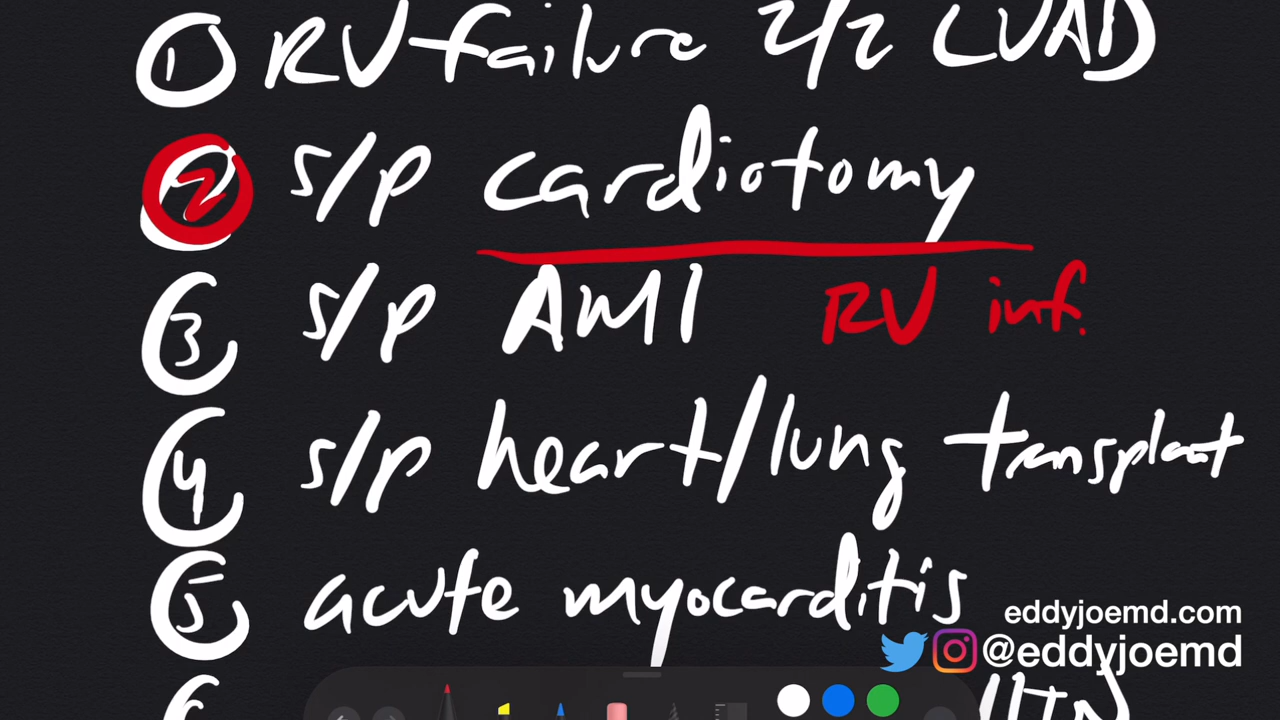 1 RV failure 2/2 LVAD
2 s/p cardiotomy
3 s/p AMI RV inf.
4 s/p heart/lung transplant
5 acute myocarditis
eddyjoemd.com
@eddyjoemd
6